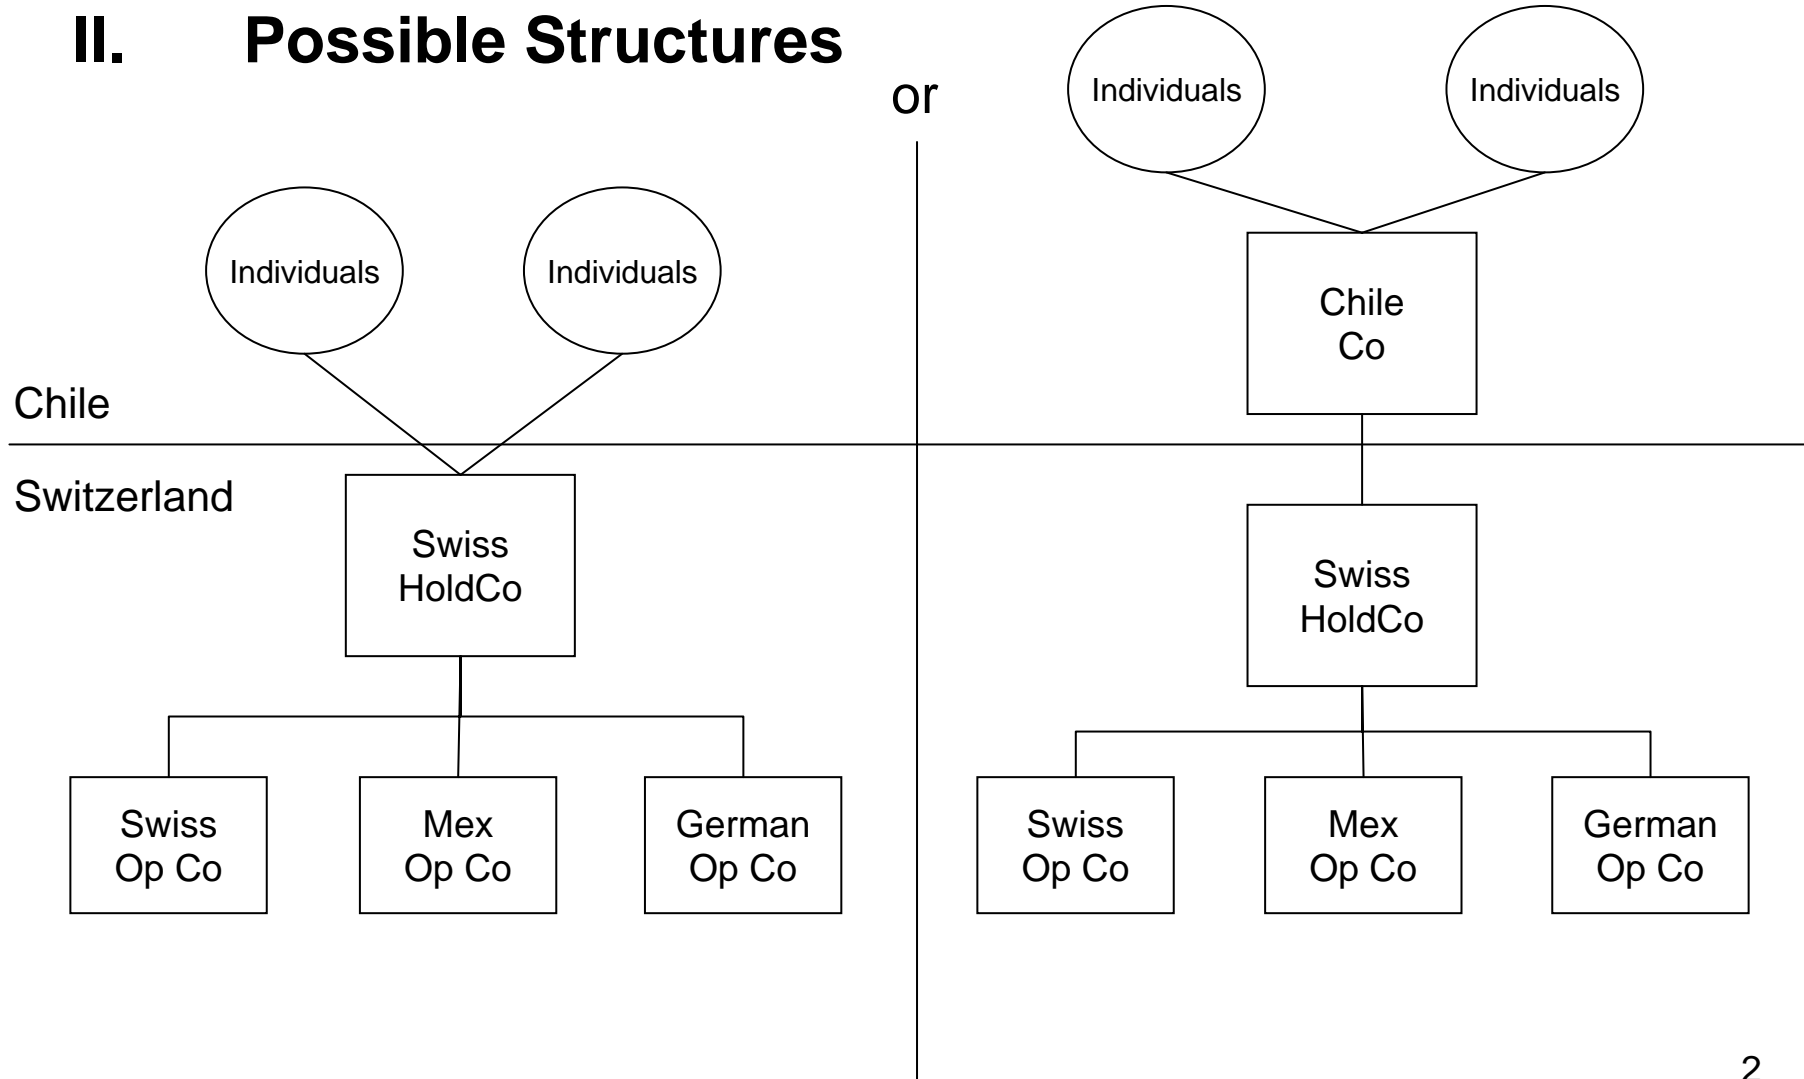 II. Possible Structures
or
Individuals
Individuals
Chile
Switzerland
Swiss
HoldCo
Swiss
Op Co
Mex
Op Co
German
Op Co
Individuals
Individuals
Chile
Co
Swiss
HoldCo
Swiss
Op Co
Mex
Op Co
German
Op Co
2